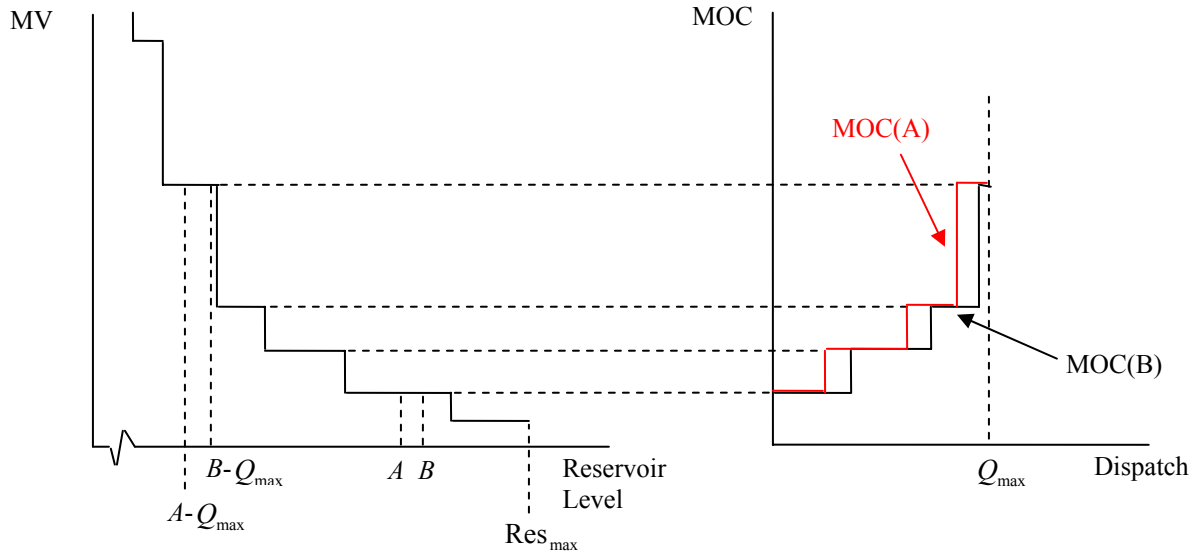 MV
MOC
MOC(A)
MOC(B)
B-Qmax
A B
Reservoir
Level
Qmax
Dispatch
A-Qmax
Resmax